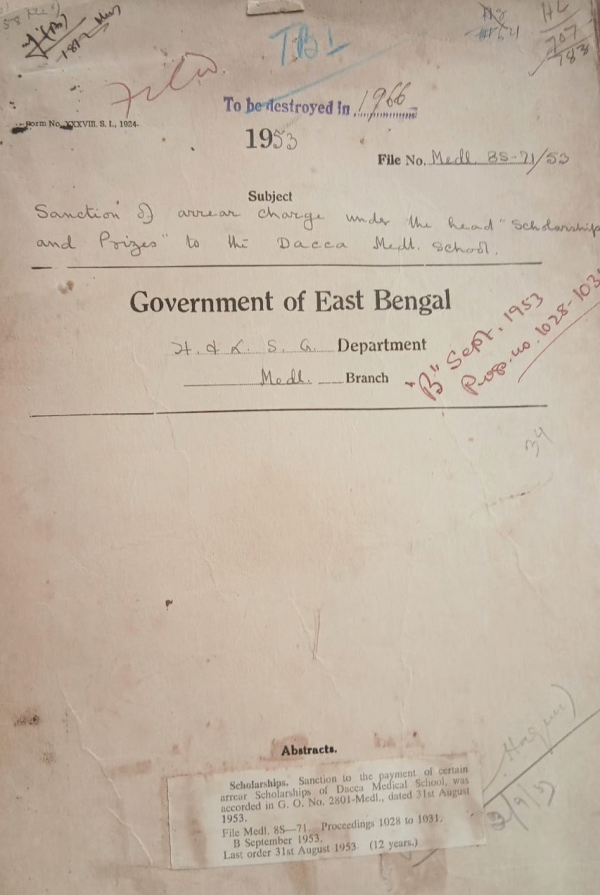 TB1
To be destroyed in 1966
Form No. XXXVIII. S. I., 1924.
1953
File No. Medl. 8S-71/53
Subject
Sanction of arrear charge under the head "Scholarships
and Prizes" to the Dacca Medl. School.
Government of East Bengal
H. & L. S. G. Department
Medl. Branch
"B" Sept. 1953
Prop. no. 1028-1031
34
Abstracts.
Scholarships. Sanction to the payment of certain
arrear Scholarships of Dacca Medical School, was
accorded in G. O. No. 2801-Medl., dated 31st August
1953.
File Medl. 8S—71 Proceedings 1028 to 1031.
B September 1953.
Last order 31st August 1953. (12 years.)